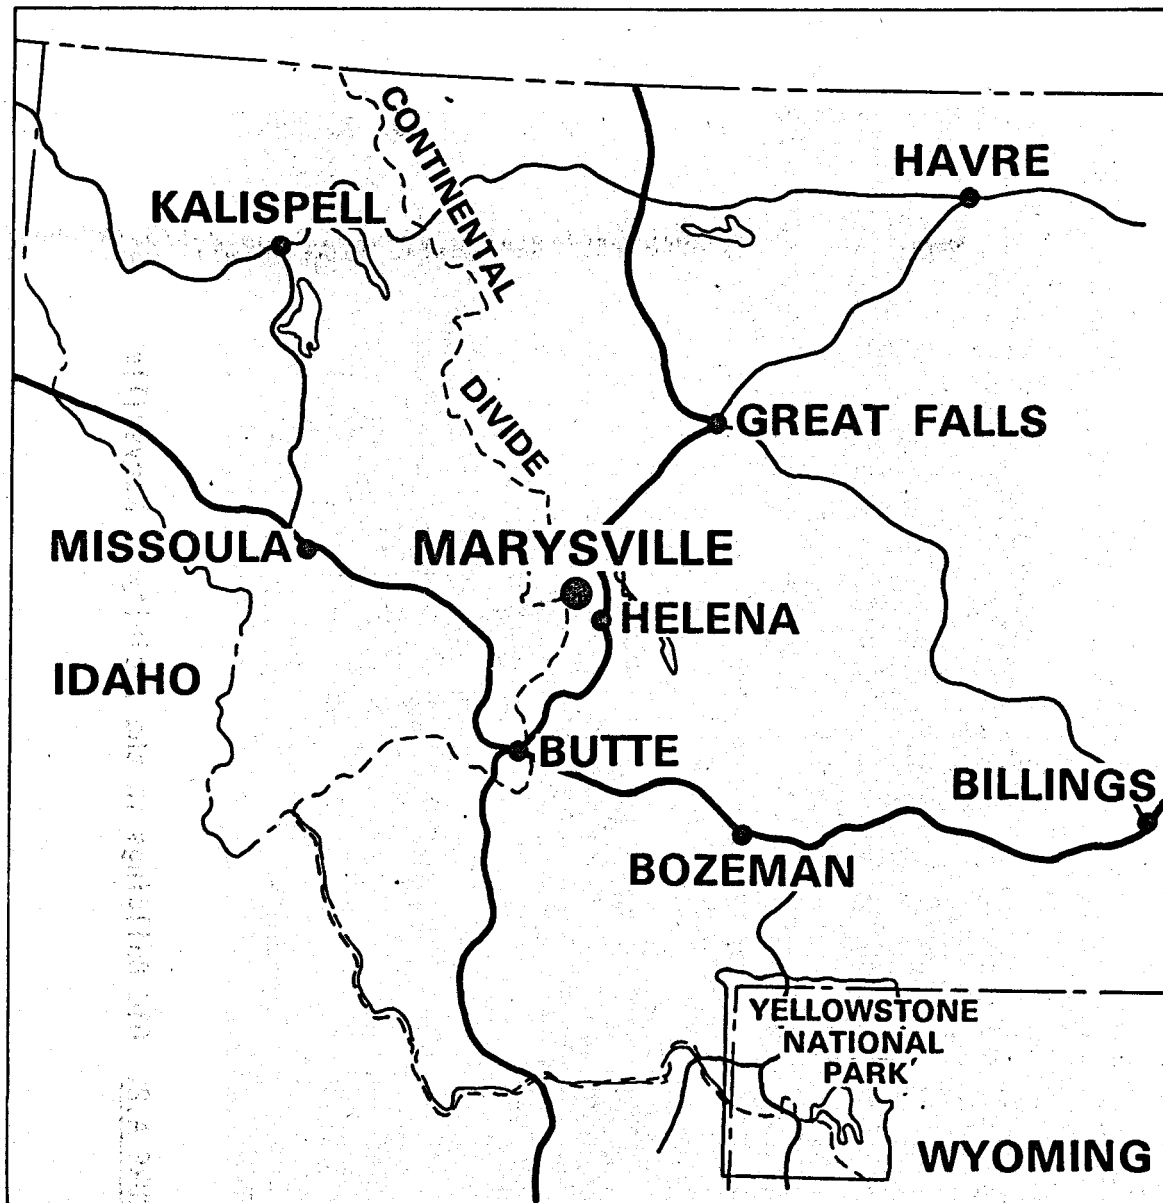 CONTINENTAL
DIVIDE
HAVRE
KALISPELL
GREAT FALLS
MISSOULA
MARYSVILLE
HELENA
IDAHO
BUTTE
BILLINGS
BOZEMAN
YELLOWSTONE
NATIONAL
PARK
WYOMING